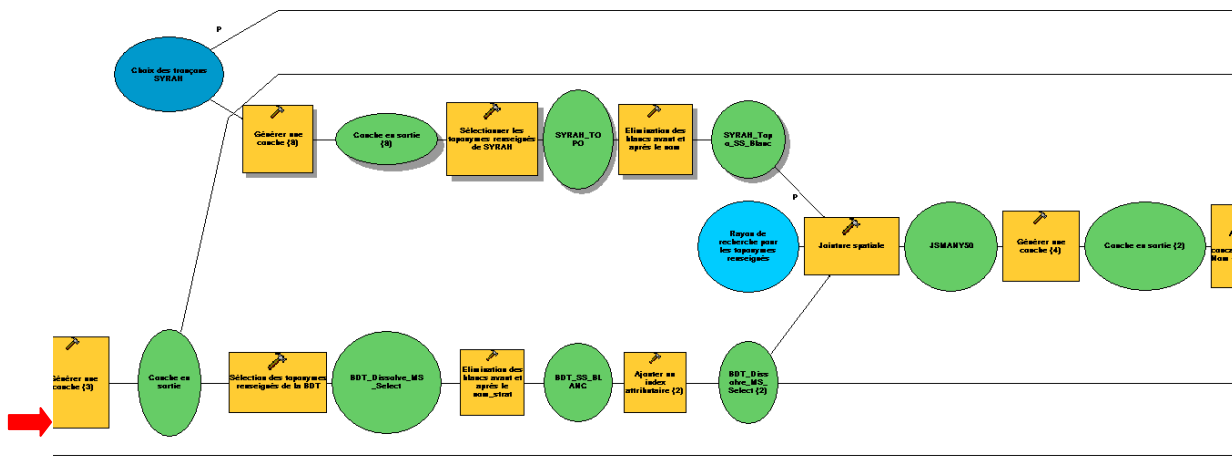 P
Choix des tronçons
SYRAH
Générer une
couche (8)
Couche en sortie
(8)
Sélectionner les
toponymes renseignés
de SYRAH
SYRAH_TO
PO
Elimination des
blancs avant et
après le nom
SYRAH_Top
o_SS_Blanc
P
Rayon de
recherche pour
les toponymes
renseignés
Jointure spatiale
JSMANY50
Générer une
couche (4)
Couche en sortie (2)
Générer une
couche (3)
Couche en
sortie
Sélection des toponymes
renseignés de la BDT
BDT_Dissolve_MS
_Select
Elimination des
blancs avant et
après le
nom_strat
BDT_SS_BL
ANC
Ajouter un
index
attributaire (2)
BDT_Diss
olve_MS_
Select (2)